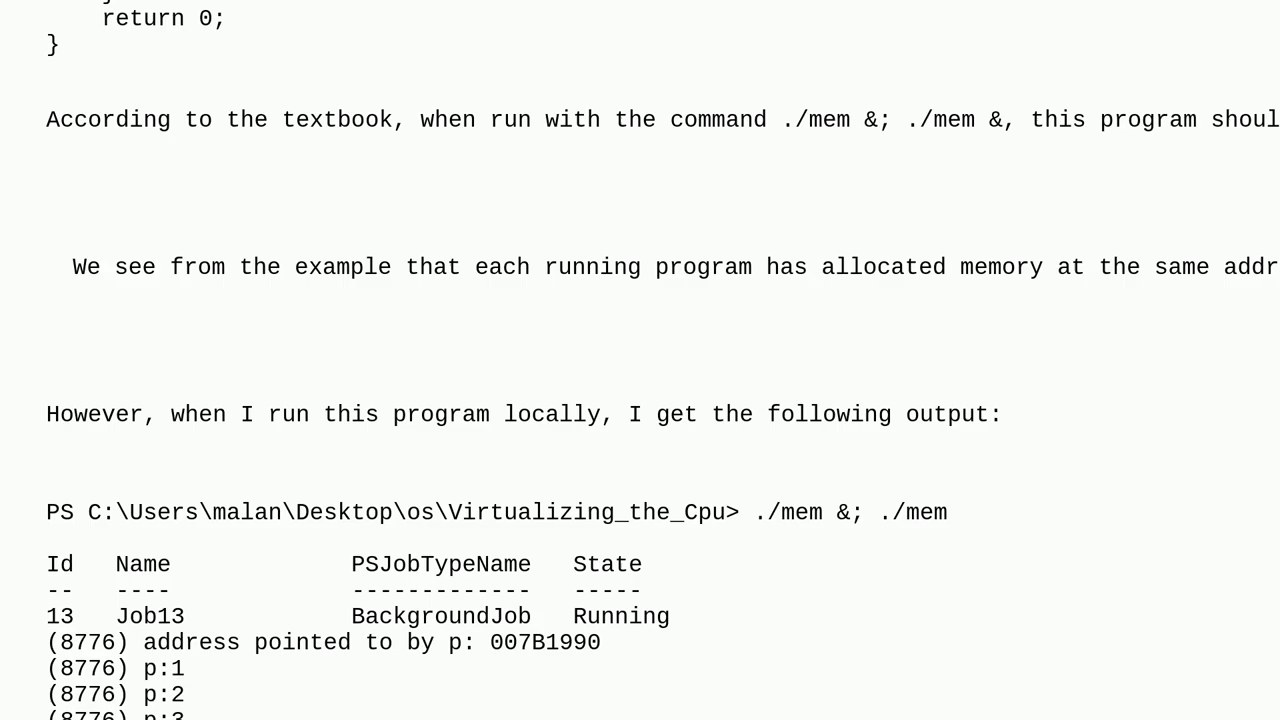 return 0;
}
According to the textbook, when run with the command ./mem &; ./mem &, this program shoul
We see from the example that each running program has allocated memory at the same addr
However, when I run this program locally, I get the following output:
PS C:\Users\malan\Desktop\os\Virtualizing_the_Cpu> ./mem &; ./mem
Id   Name             PSJobTypeName   State
--   ----             -------------   -----
13   Job13            BackgroundJob   Running
(8776) address pointed to by p: 007B1990
(8776) p:1
(8776) p:2
(8776) p:3